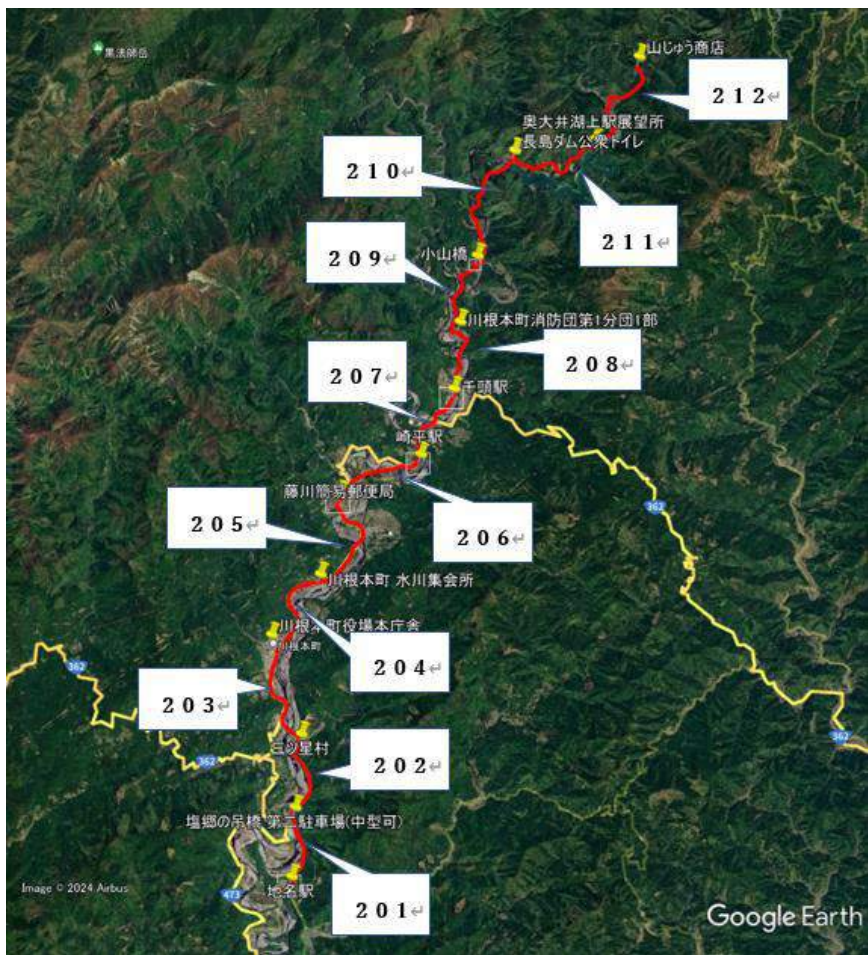 黒法師岳
山じゅう商店
212↵
奥大井湖上駅展望所
長島ダム公衆トイレ
210↵
211↵
小山橋
209↵
川根本町消防団第1分団1部
207↵
208↵
千頭駅
崎平駅
藤川簡易郵便局
362
205↵
206↵
川根本町 水川集会所
川根本町役場本庁舎
川根本町
362
204↵
203↵
三ツ星村
362
362
202↵
塩郷の吊橋 第二駐車場(中型可)
地名駅
473
201↵
Image © 2024 Airbus
Google Earth